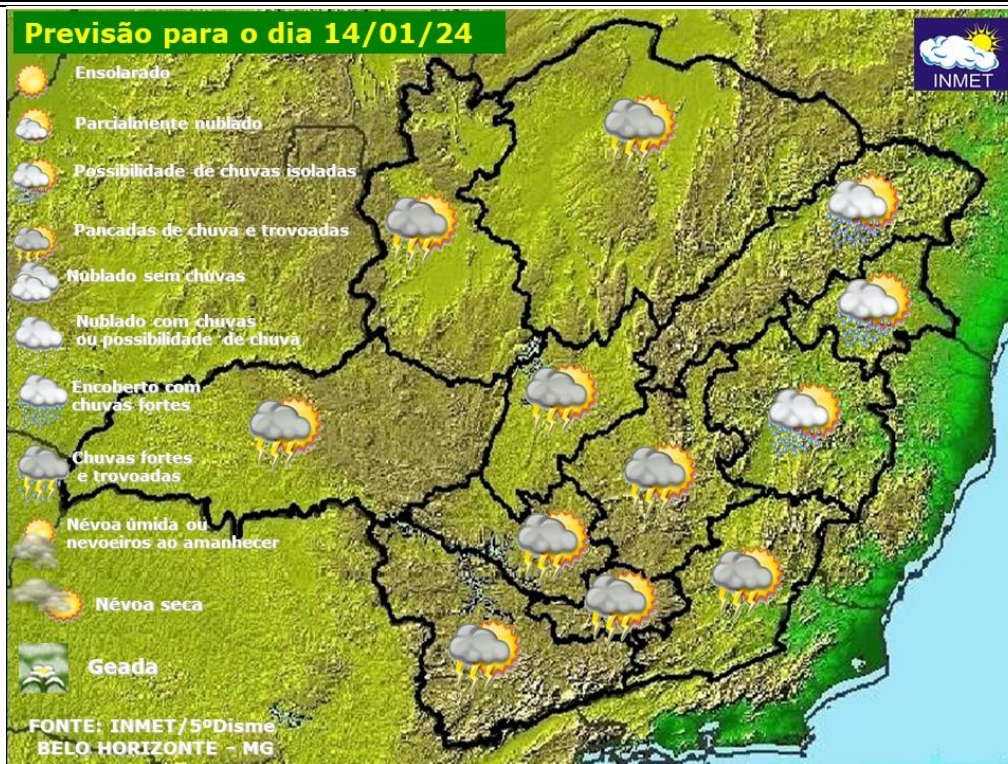 Previsão para o dia 14/01/24
INMET
Ensolarado
Parcialmente nublado
Possibilidade de chuvas isoladas
Pancadas de chuva e trovoadas
Nublado sem chuvas
Nublado com chuvas
ou possibilidade de chuva
Encoberto com
chuvas fortes
Chuvas fortes
e trovoadas
Névoa úmida ou
nevoeiros ao amanhecer
Névoa seca
Geada
FONTE: INMET/5ºDisme
BELO HORIZONTE - MG